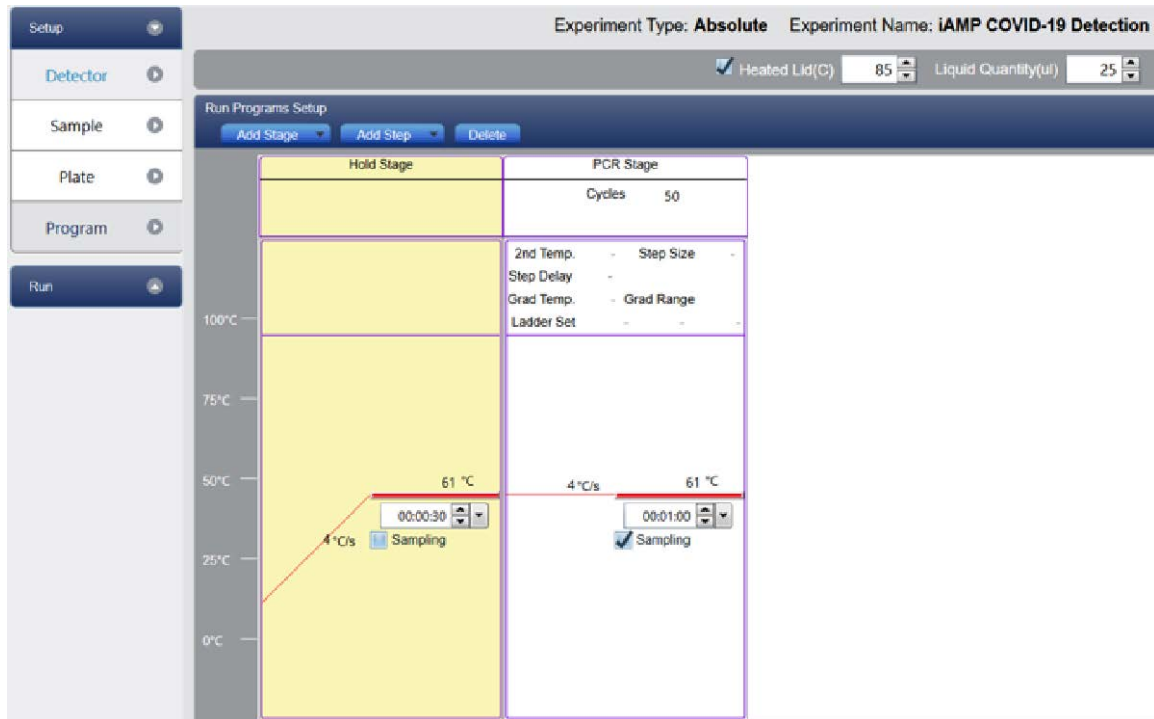 Setup
Experiment Type: Absolute Experiment Name: iAMP COVID-19 Detection
Detector
Heated Lid(C) 85 Liquid Quantity(ul) 25
Sample
Plate
Program
Run
Run Programs Setup
Add Stage Add Step Delete
Hold Stage PCR Stage
Cycles 50
2nd Temp. - Step Size -
Step Delay -
Grad Temp. - Grad Range
Ladder Set - - -
100°C
75°C
50°C
25°C
0°C
61 °C
4 °C/s
61 °C
00:00:30
00:01:00
4 °C/s
Sampling
Sampling